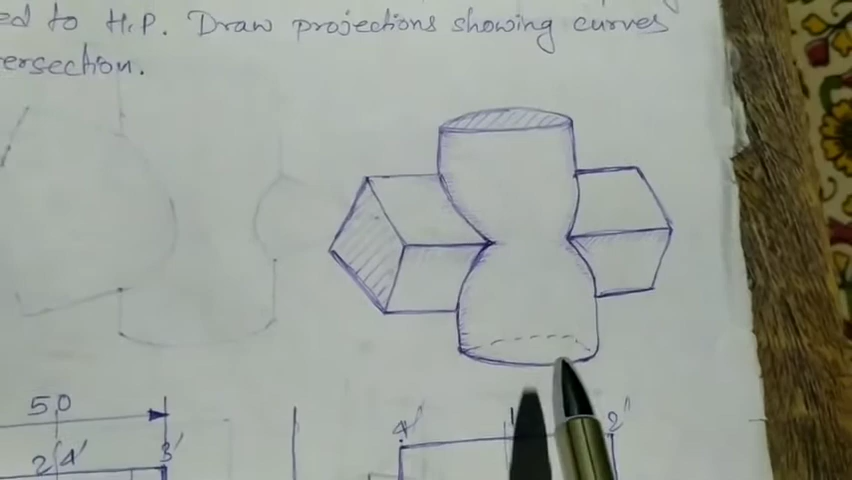 ed to H.P. Draw projections showing curves
ersection.
50
2' 4' 3'
4' 1 2"